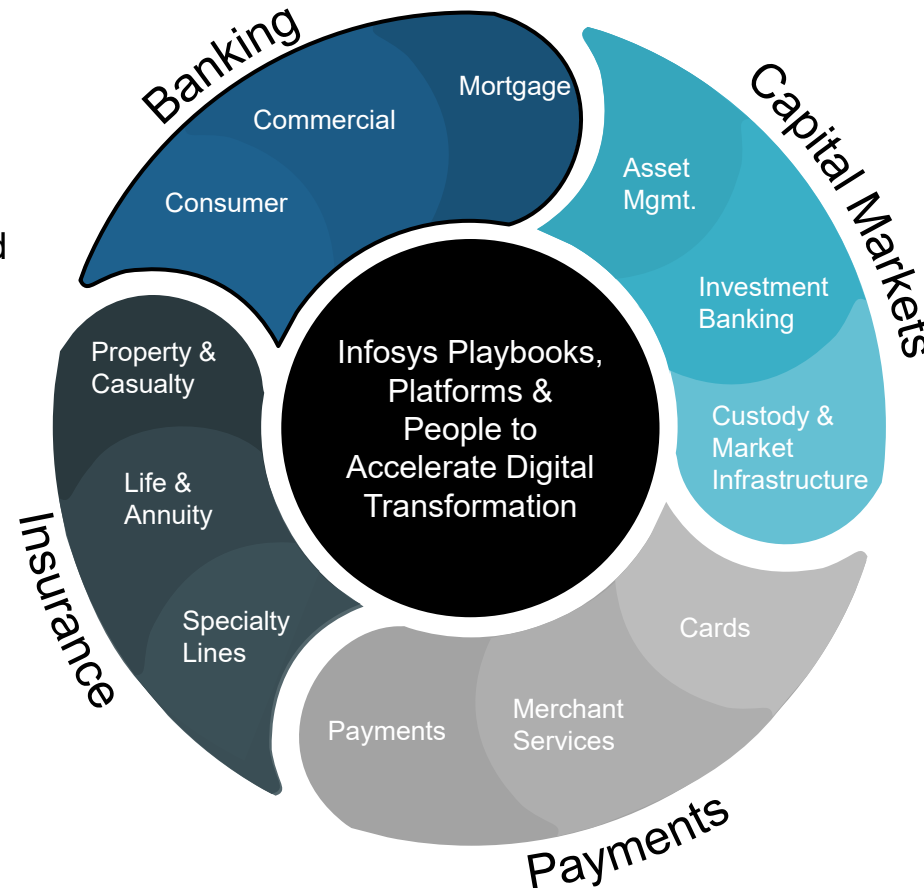 Banking
Mortgage
Commercial
Consumer
Capital Markets
Asset
Mgmt.
Investment
Banking
Custody &
Market
Infrastructure
Infosys Playbooks,
Platforms &
People to
Accelerate Digital
Transformation
Property &
Casualty
Life &
Annuity
Specialty
Lines
Insurance
Cards
Merchant
Services
Payments
Payments